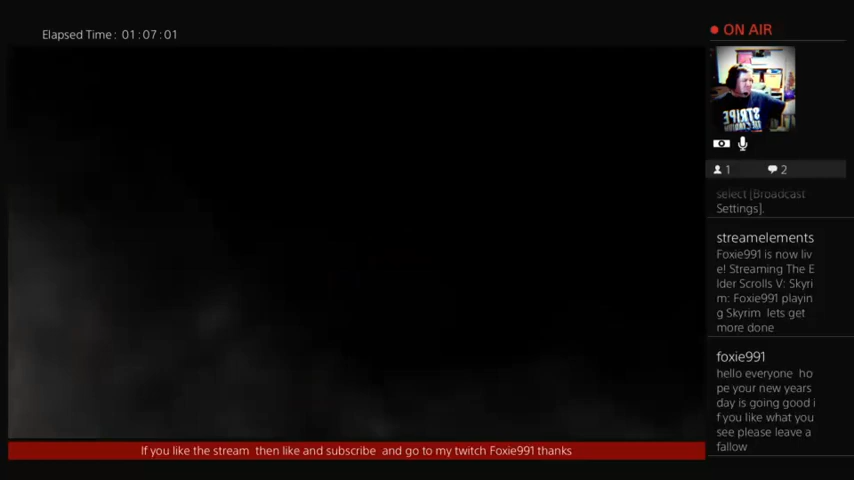 Elapsed Time: 01:07:01
ON AIR
1
2
select [Broadcast
Settings].
streamelements
Foxie991 is now liv
e! Streaming The E
lder Scrolls V: Skyri
m: Foxie991 playin
g Skyrim lets get
more done
foxie991
hello everyone ho
pe your new years
day is going good i
f you like what you
see please leave a
fallow
If you like the stream then like and subscribe and go to my twitch Foxie991 thanks